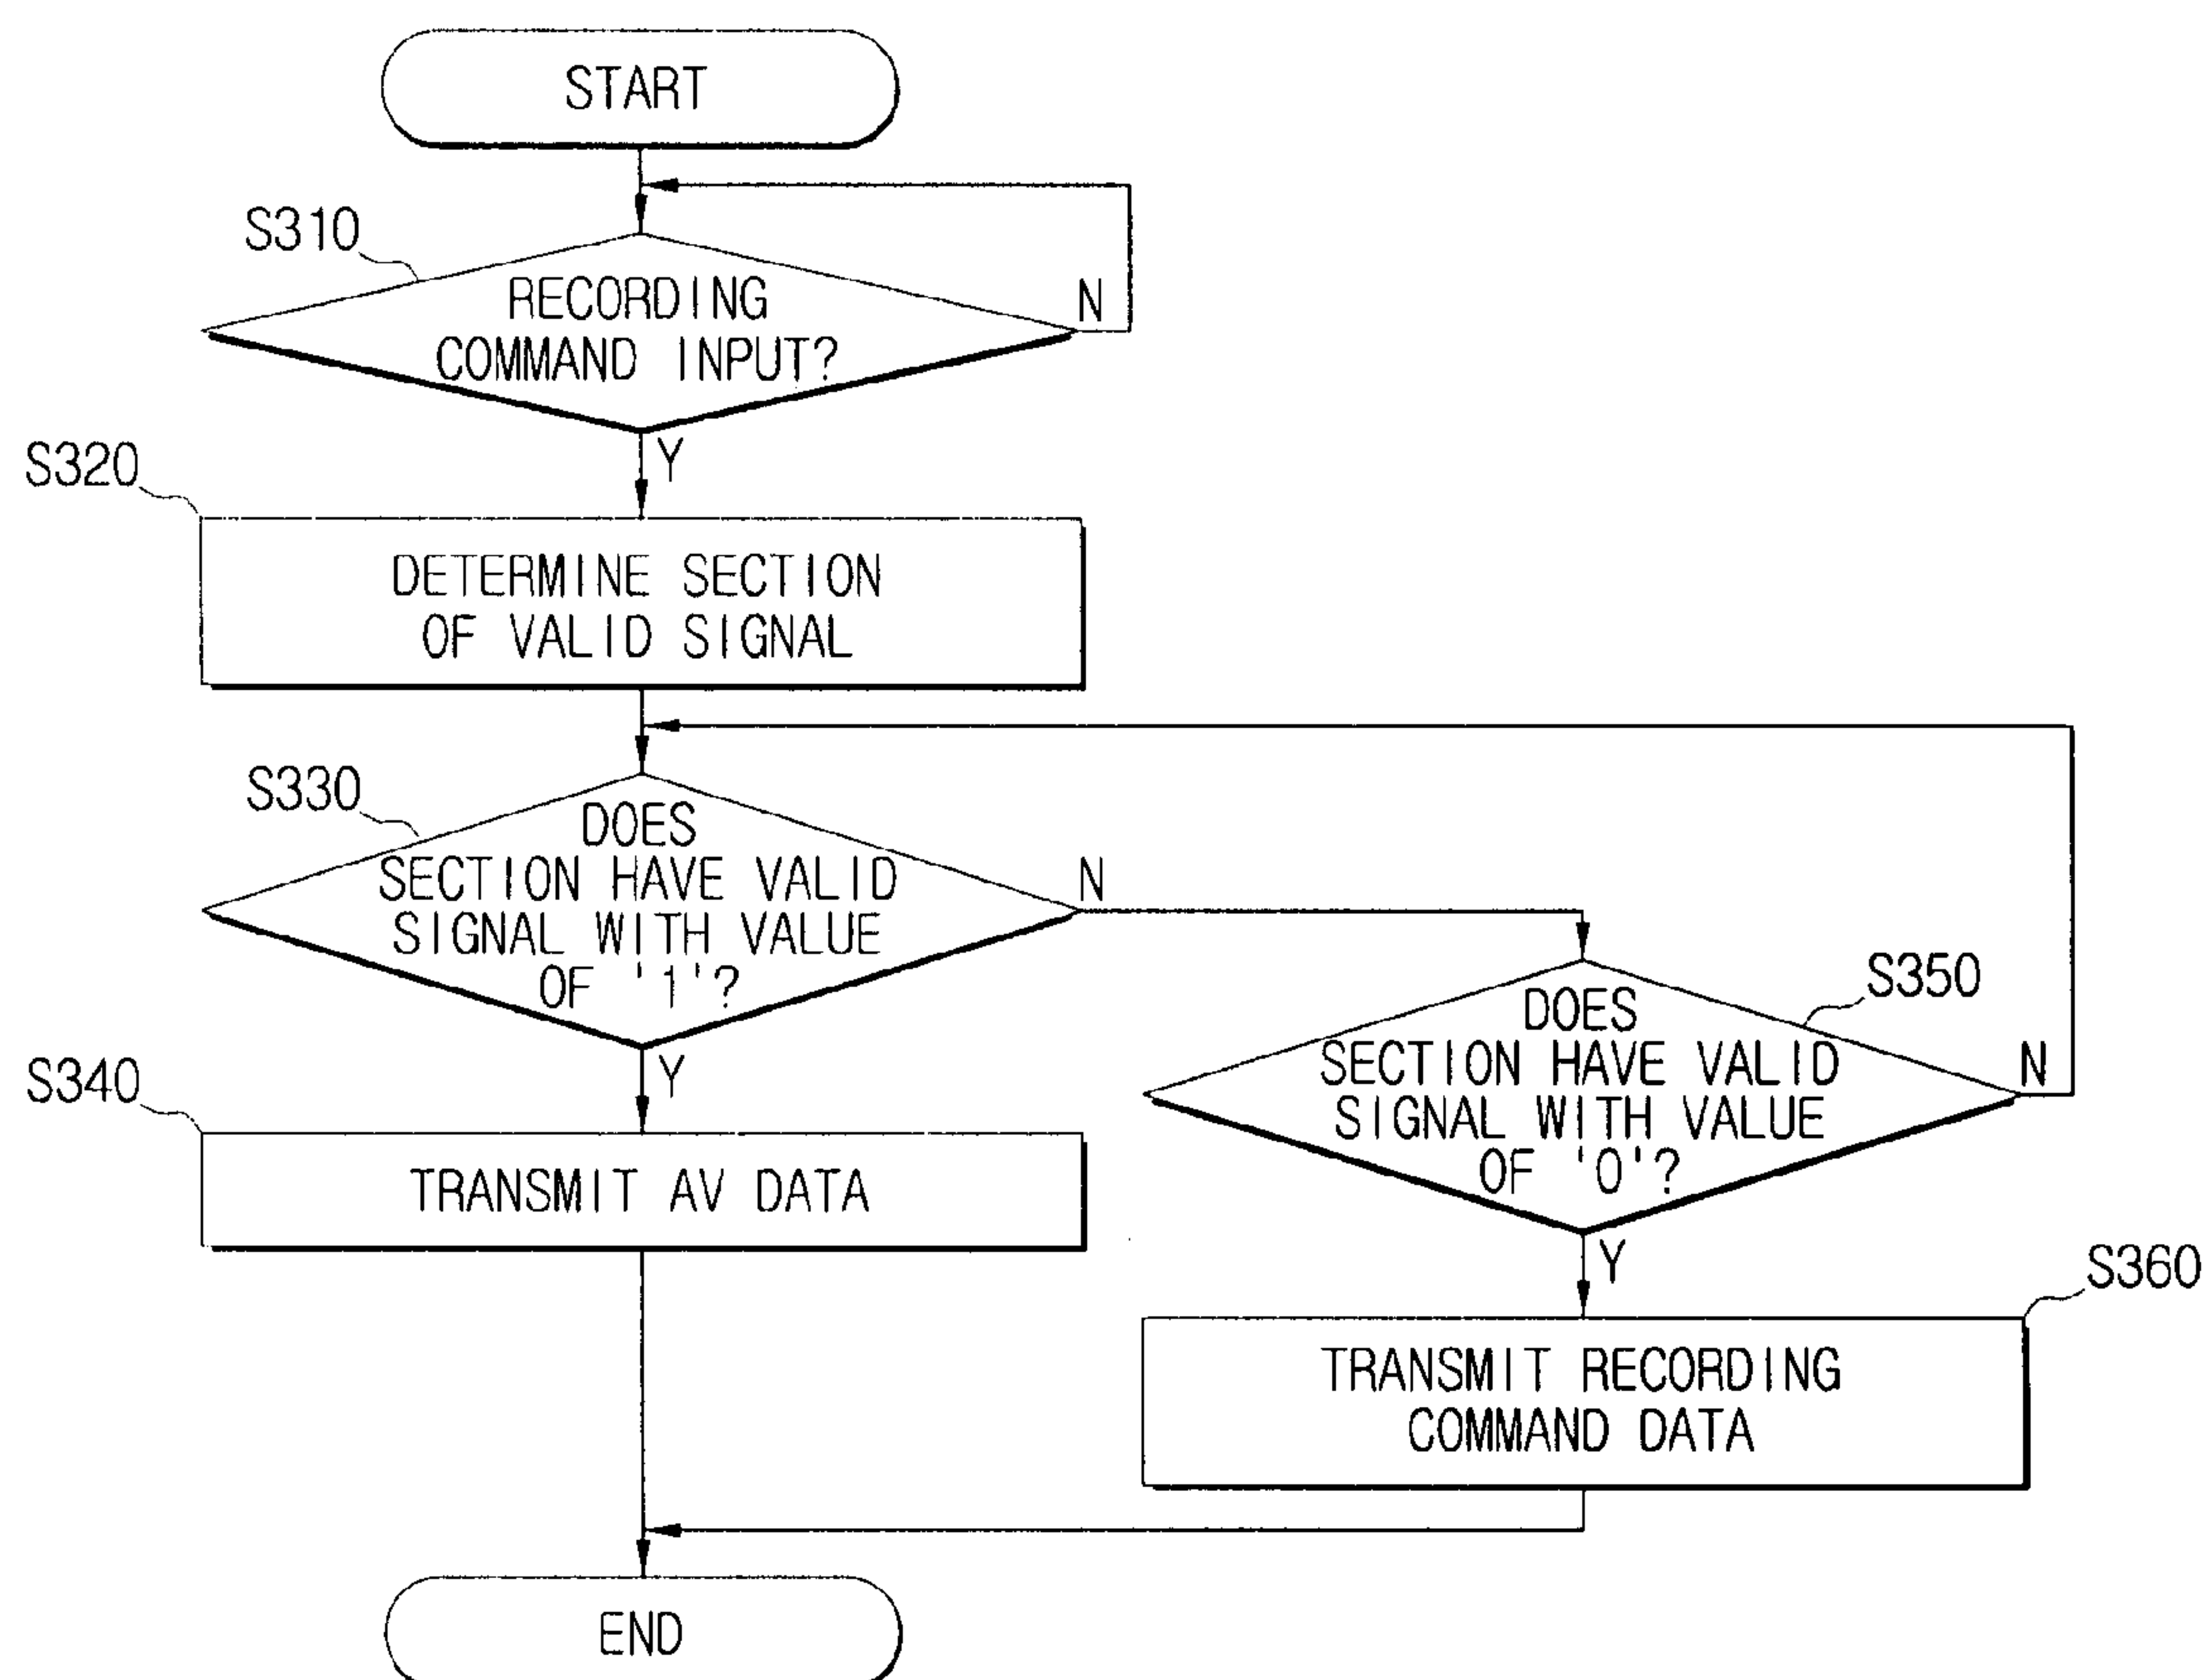 START
S310
RECORDING
COMMAND INPUT?
N
Y
S320
DETERMINE SECTION
OF VALID SIGNAL
S330
DOES
SECTION HAVE VALID
SIGNAL WITH VALUE
OF '1'?
N
Y
S340
TRANSMIT AV DATA
S350
DOES
SECTION HAVE VALID
SIGNAL WITH VALUE
OF '0'?
N
Y
S360
TRANSMIT RECORDING
COMMAND DATA
END